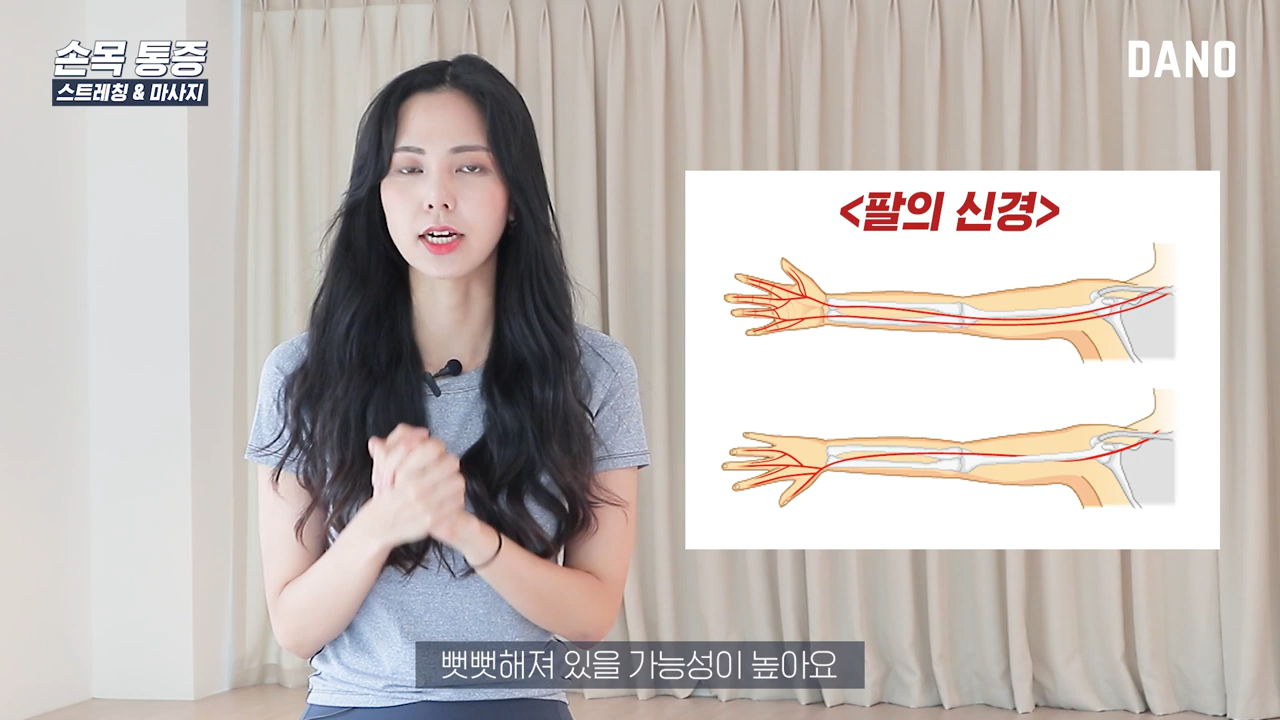 손목 통증
스트레칭 & 마사지
DANO
<팔의 신경>
뻣뻣해져 있을 가능성이 높아요